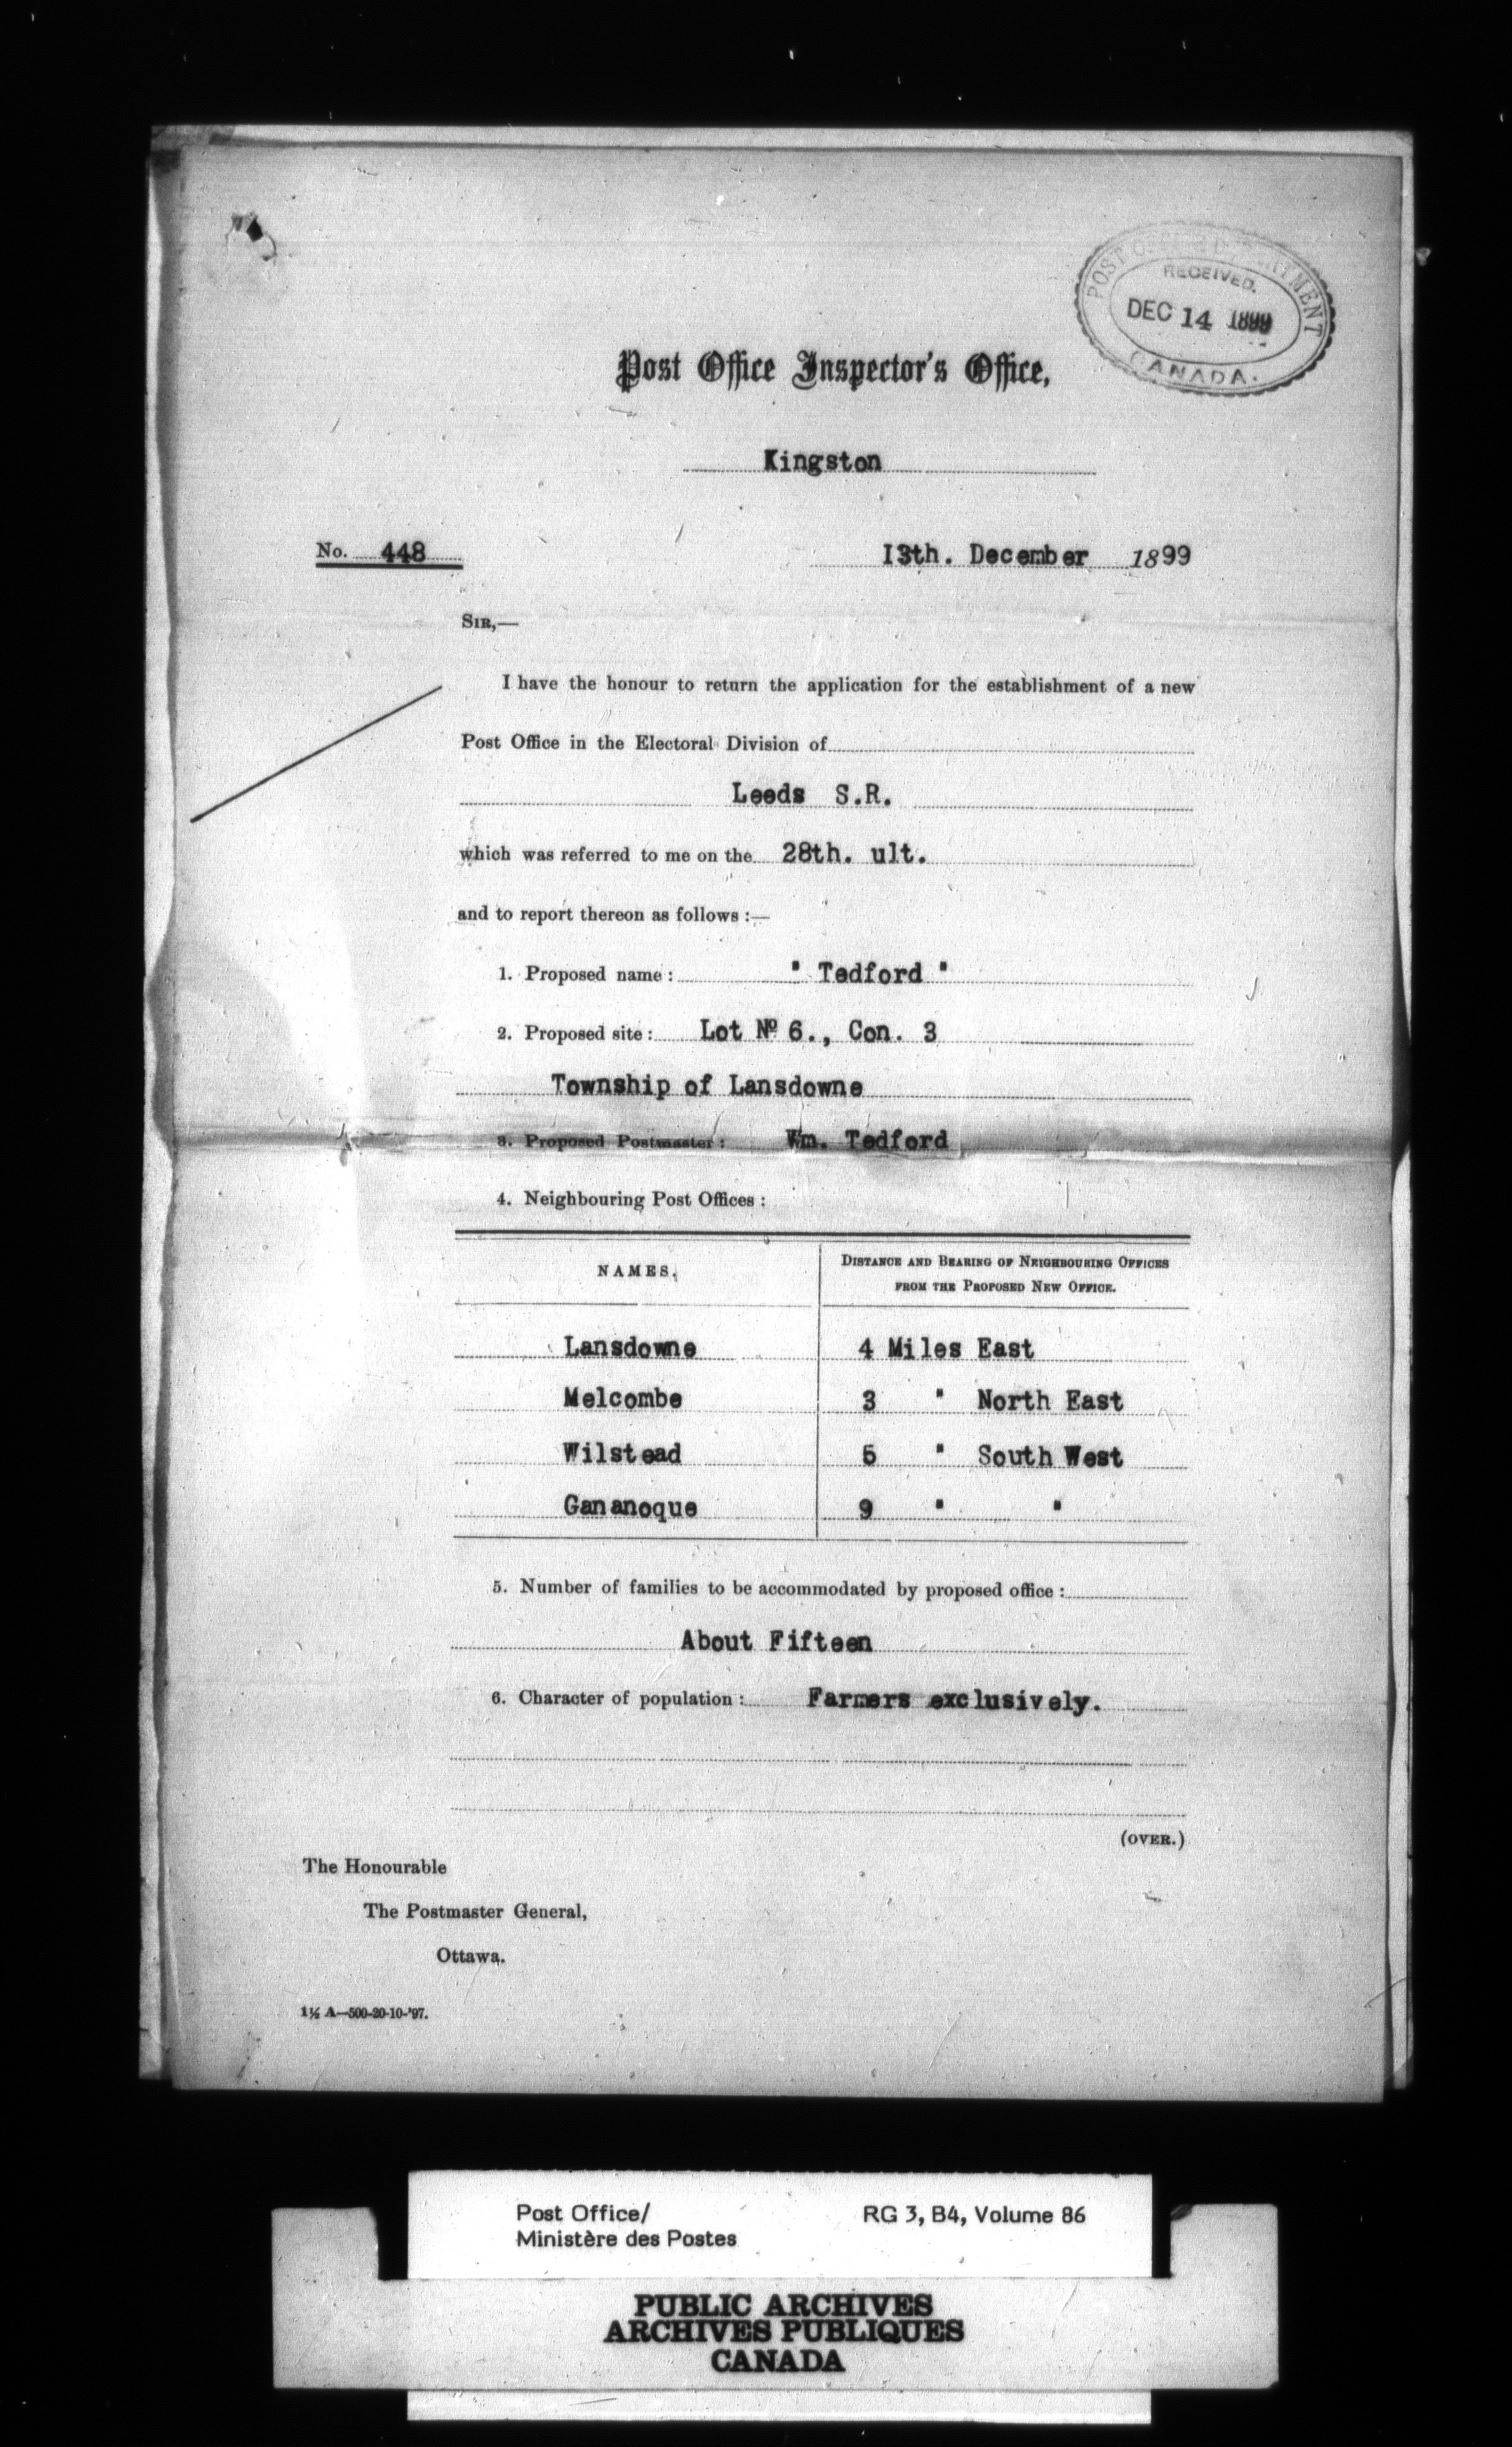 POST OFFICE DEPARTMENT
RECEIVED.
DEC 14 1899
CANADA.
Post Office Inspector's Office,
Kingston
No. 448
13th. December 1899
SIR,—
I have the honour to return the application for the establishment of a new
Post Office in the Electoral Division of
Leeds S.R.
which was referred to me on the 28th. ult.
and to report thereon as follows :—
1. Proposed name : " Tedford "
2. Proposed site : Lot Nº 6., Con. 3
Township of Lansdowne
3. Proposed Postmaster : Wm. Tedford
4. Neighbouring Post Offices :
NAMES. DISTANCE AND BEARING OF NEIGHBOURING OFFICES
FROM THE PROPOSED NEW OFFICE.
Lansdowne 4 Miles East
Melcombe 3 " North East
Wilstead 5 " South West
Gananoque 9 " "
5. Number of families to be accommodated by proposed office :
About Fifteen
6. Character of population : Farmers exclusively.
(OVER.)
The Honourable
The Postmaster General,
Ottawa.
1½ A—500-20-10-'97.
Post Office/ RG 3, B4, Volume 86
Ministère des Postes
PUBLIC ARCHIVES
ARCHIVES PUBLIQUES
CANADA